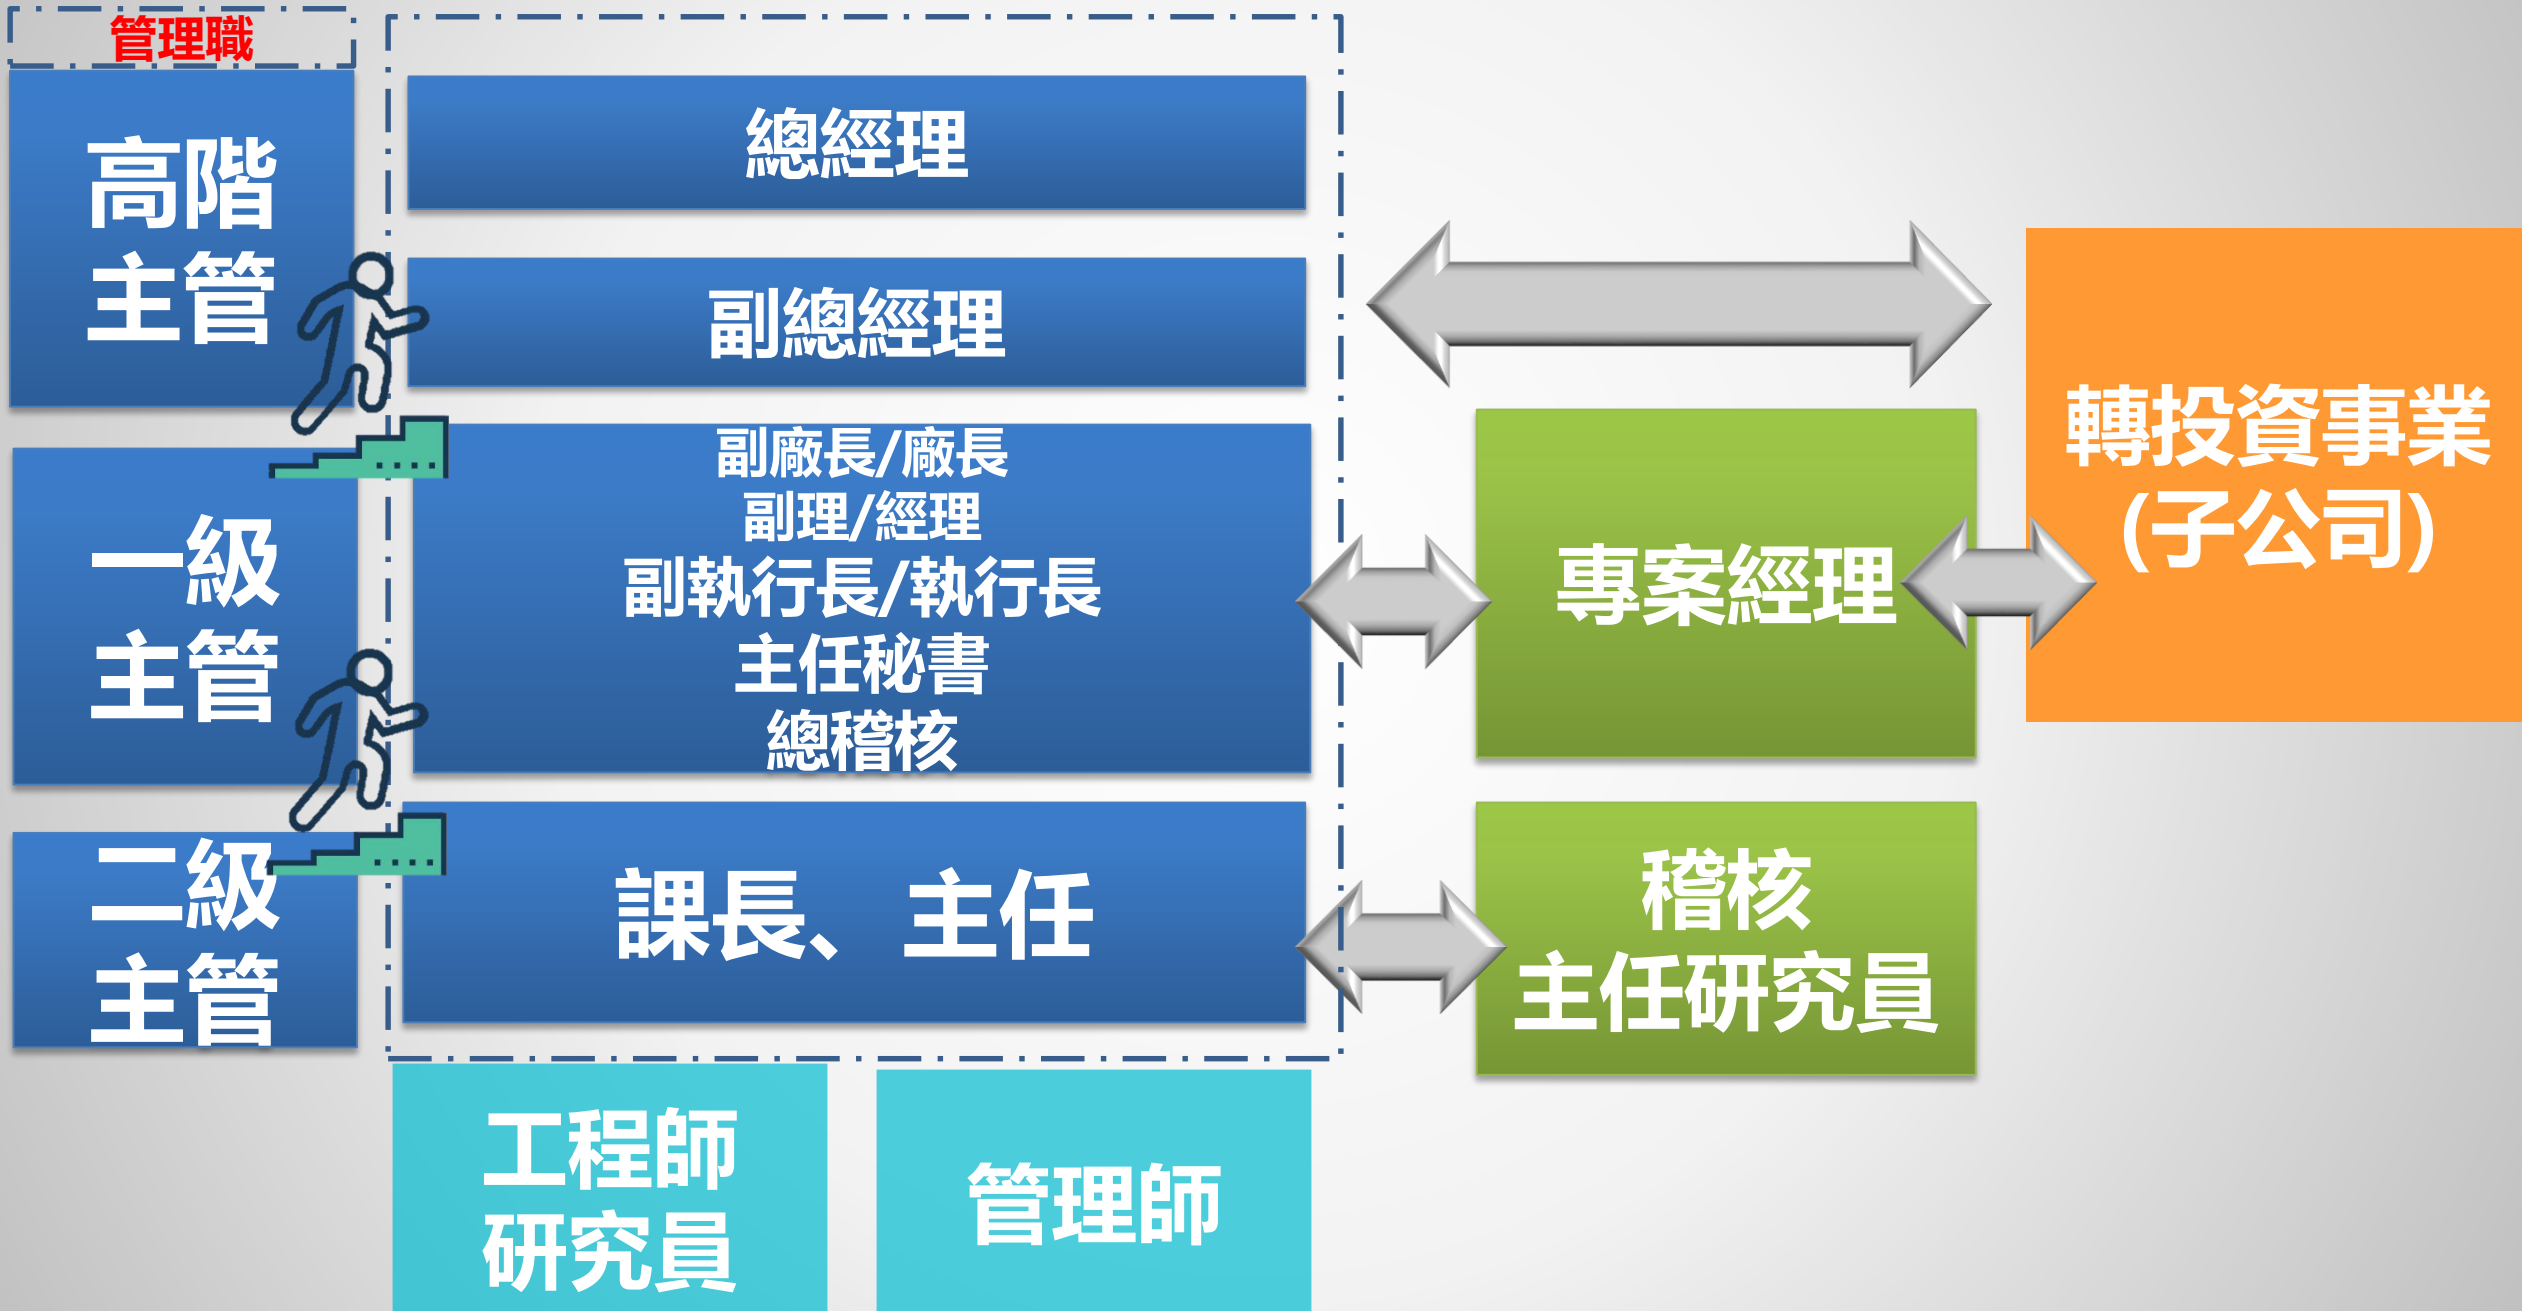 管理職
高階
主管
總經理
副總經理
一級
主管
副廠長/廠長
副理/經理
副執行長/執行長
主任秘書
總稽核
專案經理
轉投資事業
(子公司)
二級
主管
課長、主任
稽核
主任研究員
工程師
研究員
管理師